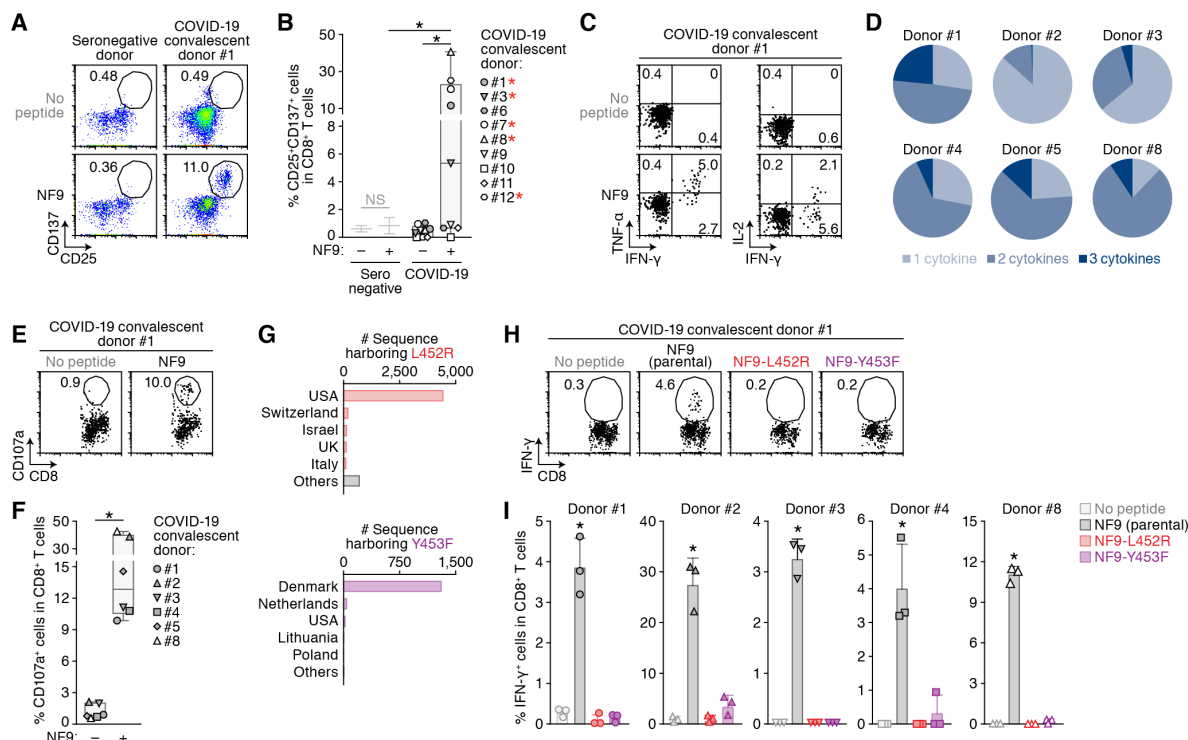 A
Seronegative
donor
COVID-19
convalescent
donor #1
No
peptide
0.48
0.49
NF9
0.36
11.0
CD137
CD25
B
% CD25⁺CD137⁺ cells
in CD8⁺ T cells
50
30
10
8
6
4
2
0
*
*
NS
NF9:
–
+
–
+
Sero
negative
COVID-19
COVID-19
convalescent
donor:
#1*
#3*
#6
#7*
#8*
#9
#10
#11
#12*
C
COVID-19 convalescent
donor #1
No
peptide
0.4
0
0.4
0.4
0
0.6
NF9
0.4
5.0
2.7
0.2
2.1
5.6
TNF-α
IFN-γ
IL-2
IFN-γ
D
Donor #1
Donor #2
Donor #3
Donor #4
Donor #5
Donor #8
1 cytokine
2 cytokines
3 cytokines
E
COVID-19 convalescent
donor #1
No peptide
NF9
0.9
10.0
CD107a
CD8
F
% CD107a⁺ cells in CD8⁺ T cells
50
30
15
12
9
6
3
0
*
NF9:
–
+
COVID-19
convalescent
donor:
#1
#2
#3
#4
#5
#8
G
# Sequence
harboring L452R
0
2,500
5,000
USA
Switzerland
Israel
UK
Italy
Others
# Sequence
harboring Y453F
0
750
1,500
Denmark
Netherlands
USA
Lithuania
Poland
Others
H
COVID-19 convalescent donor #1
No peptide
NF9
(parental)
NF9-L452R
NF9-Y453F
0.3
4.6
0.2
0.2
IFN-γ
CD8
I
% IFN-γ⁺ cells in CD8⁺ T cells
Donor #1
5
4
3
2
1
0
*
Donor #2
40
30
20
10
0
*
Donor #3
4
3
2
1
0
*
Donor #4
6
5
4
3
2
1
0
*
Donor #8
15
12
9
6
3
0
*
No peptide
NF9 (parental)
NF9-L452R
NF9-Y453F